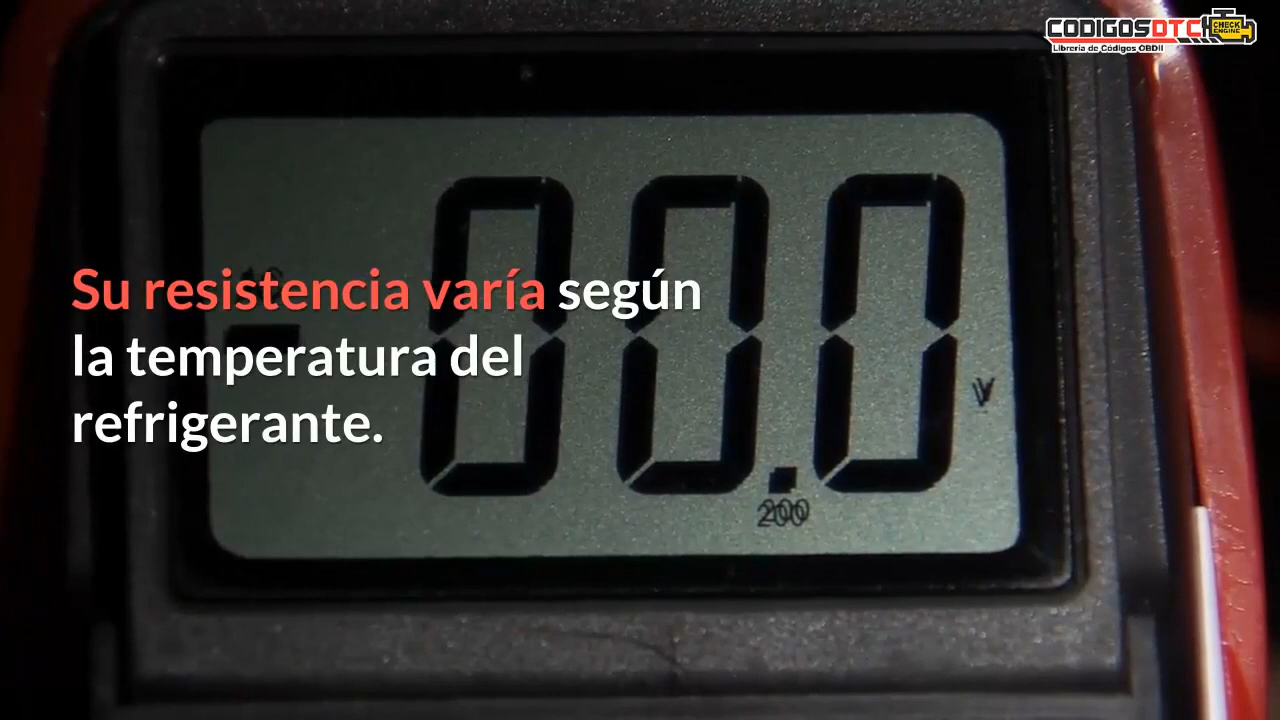 CODIGOSDTC
CHECK
ENGINE
Librería de Códigos OBDII
Su resistencia varía según
la temperatura del
refrigerante.
-00.0
V
200